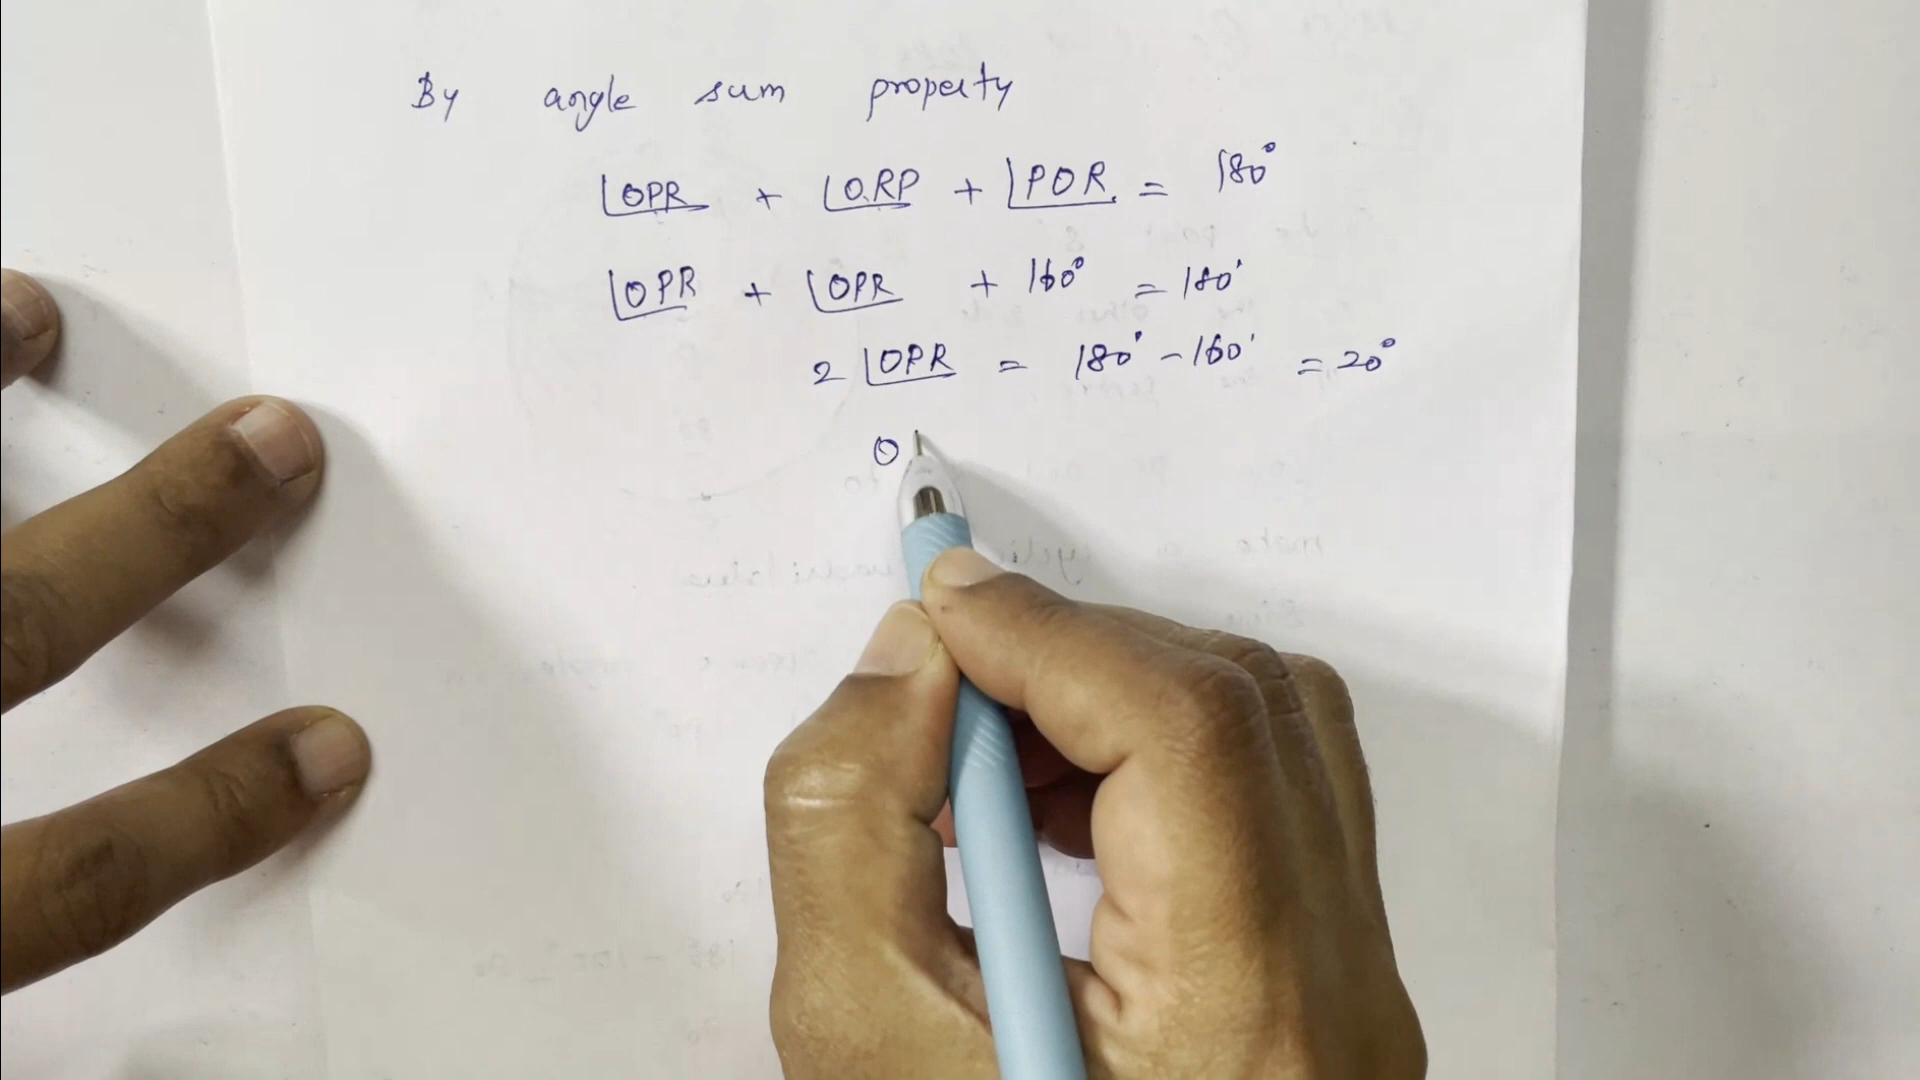 By angle sum property
∠OPR + ∠ORP + ∠POR = 180°
∠OPR + ∠OPR + 160° = 180°
2 ∠OPR = 180° - 160° = 20°
O